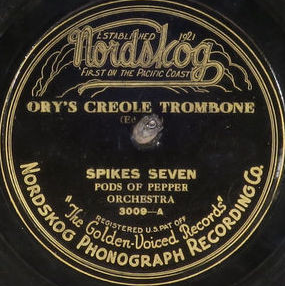 ESTABLISHED 1921
Nordskog
"FIRST ON THE PACIFIC COAST"
ORY'S CREOLE TROMBONE
SPIKES SEVEN
PODS OF PEPPER
ORCHESTRA
3009-A
REGISTERED U.S. PAT. OFF
"The Golden-Voiced Records"
NORDSKOG PHONOGRAPH RECORDING CO.